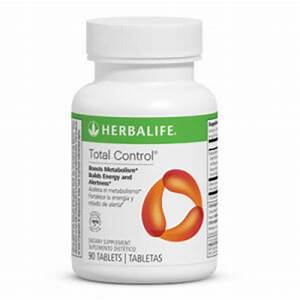 HERBALIFE.
Total Control®
Boosts Metabolism*
Builds Energy and
Alertness*
Acelera el metabolismo*
Fortalece la energía y
estado de alerta*
DIETARY SUPPLEMENT
SUPLEMENTO DIETÉTICO
90 TABLETS | TABLETAS